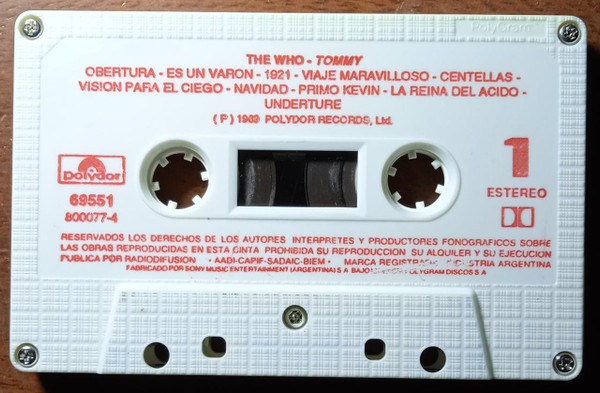 PolyGram
THE WHO - TOMMY
OBERTURA - ES UN VARON - 1921 - VIAJE MARAVILLOSO - CENTELLAS -
VISION PARA EL CIEGO - NAVIDAD - PRIMO KEVIN - LA REINA DEL ACIDO -
UNDERTURE
( P ) 1969 POLYDOR RECORDS, Ltd.
polydor
69551
800077-4
1
ESTEREO
RESERVADOS LOS DERECHOS DE LOS AUTORES INTERPRETES Y PRODUCTORES FONOGRAFICOS SOBRE
LAS OBRAS REPRODUCIDAS EN ESTA CINTA PROHIBIDA SU REPRODUCCION SU ALQUILER Y SU EJECUCION
PUBLICA POR RADIODIFUSION • AADI-CAPIF-SADAIC-BIEM • MARCA REGISTRADA INDUSTRIA ARGENTINA
FABRICADO POR SONY MUSIC ENTERTAINMENT (ARGENTINA) S A BAJO POLYGRAM DISCOS S A